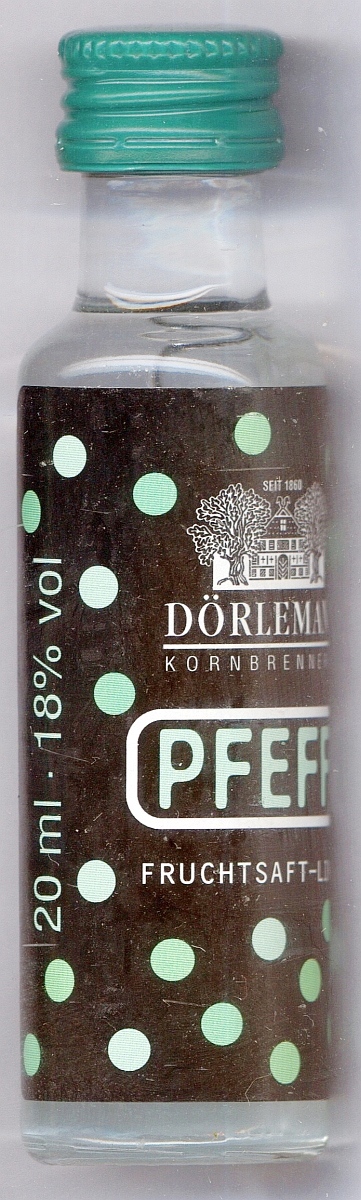 SEIT 1860
DÖRLEMAN
KORNBRENNER
PFEFF
FRUCHTSAFT-L
20 ml · 18% vol